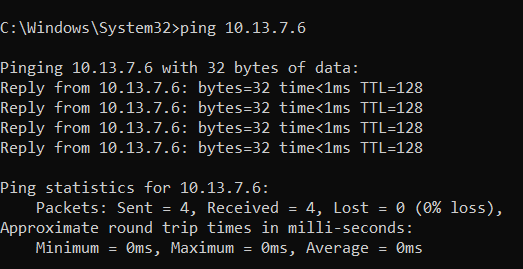 C:\Windows\System32>ping 10.13.7.6
Pinging 10.13.7.6 with 32 bytes of data:
Reply from 10.13.7.6: bytes=32 time<1ms TTL=128
Reply from 10.13.7.6: bytes=32 time<1ms TTL=128
Reply from 10.13.7.6: bytes=32 time<1ms TTL=128
Reply from 10.13.7.6: bytes=32 time<1ms TTL=128
Ping statistics for 10.13.7.6:
    Packets: Sent = 4, Received = 4, Lost = 0 (0% loss),
Approximate round trip times in milli-seconds:
    Minimum = 0ms, Maximum = 0ms, Average = 0ms